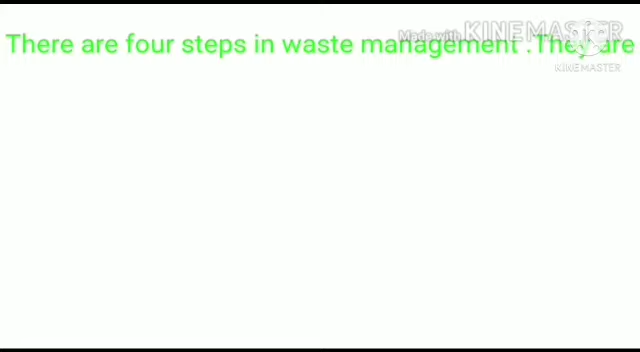 Made with KINEMASTER
There are four steps in waste management .They are
KINEMASTER